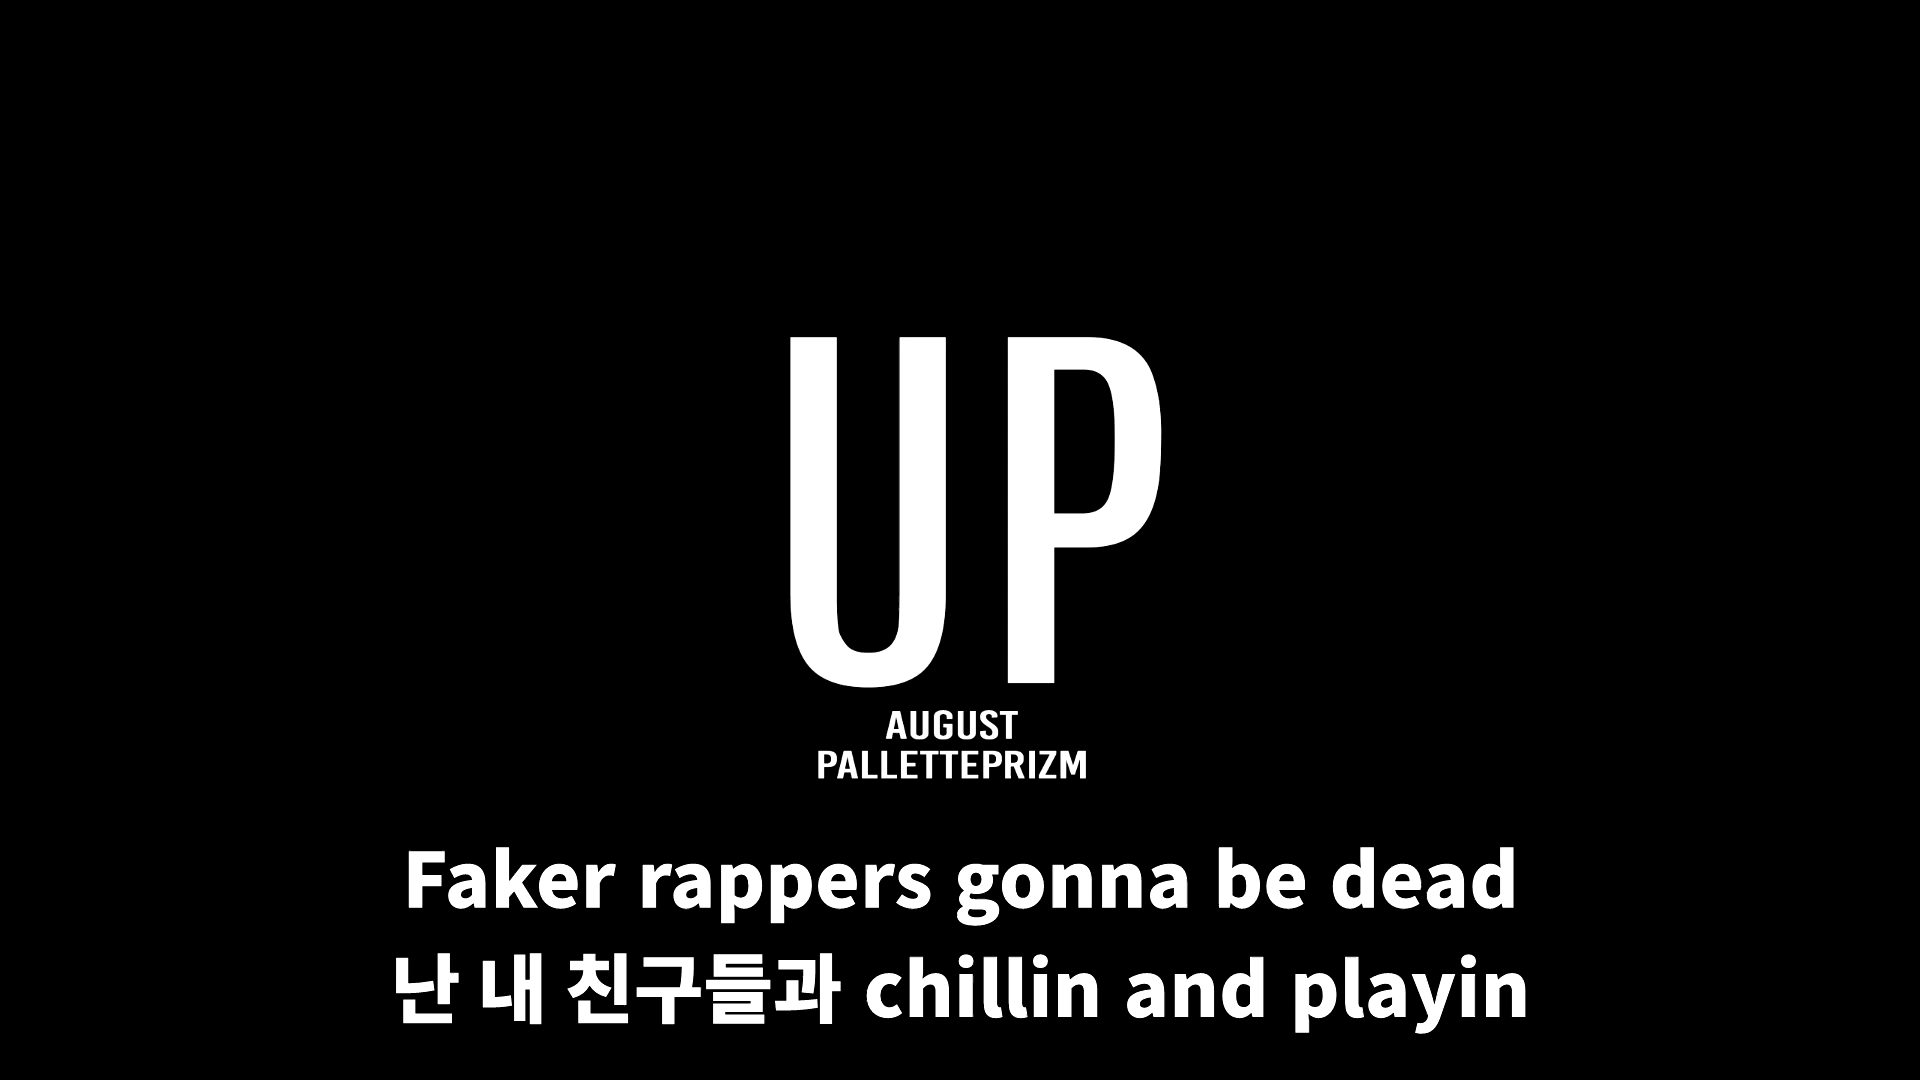 UP
AUGUST
PALLETTEPRIZM
Faker rappers gonna be dead
난 내 친구들과 chillin and playin